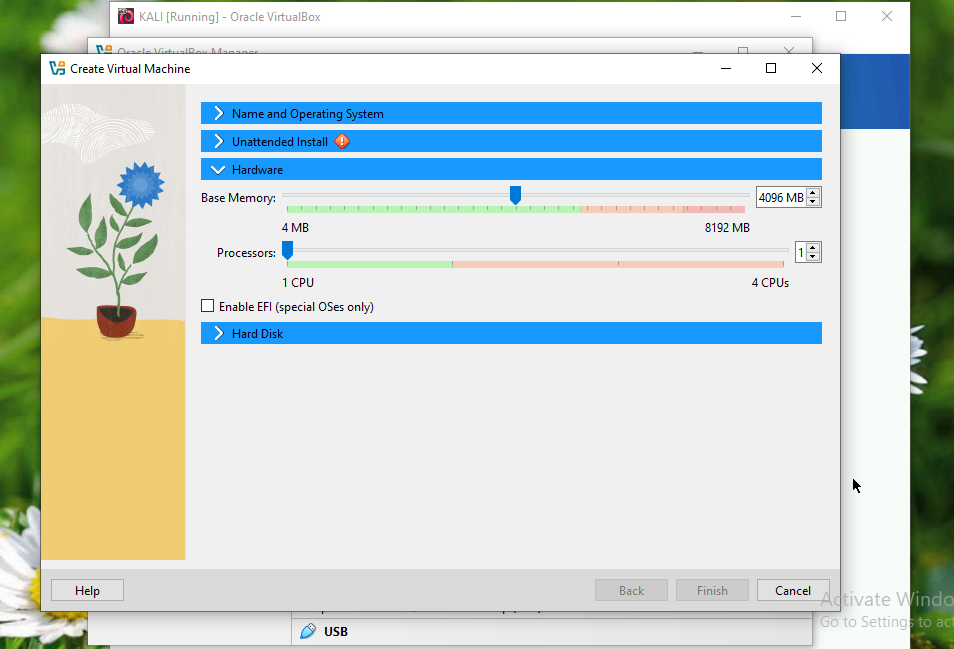 KALI [Running] - Oracle VirtualBox
Oracle VirtualBox Manager
Create Virtual Machine
Name and Operating System
Unattended Install
Hardware
Base Memory:
4096 MB
4 MB
8192 MB
Processors:
1
1 CPU
4 CPUs
Enable EFI (special OSes only)
Hard Disk
Help
Back
Finish
Cancel
Activate Windo
Go to Settings to act
USB